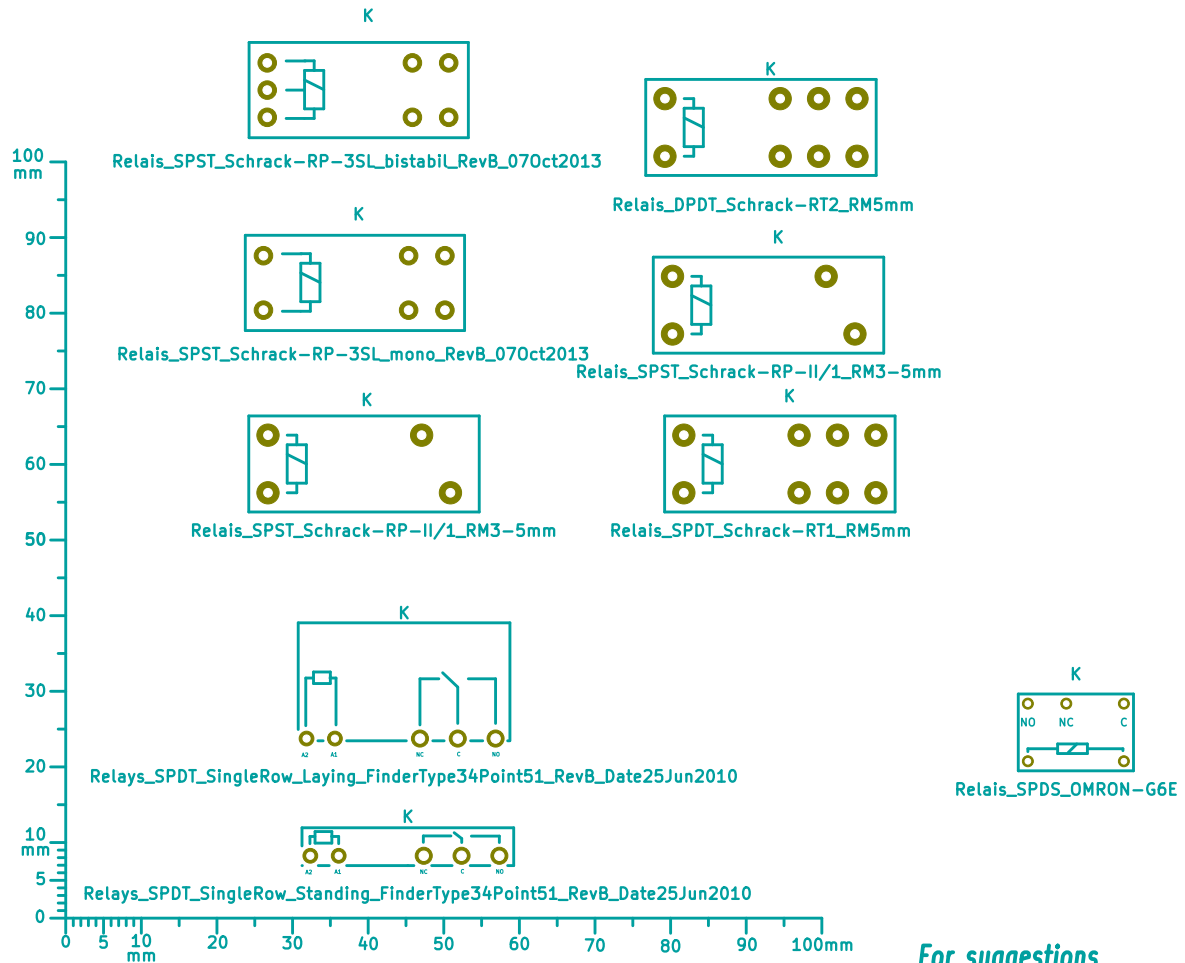 K
Relais_SPST_Schrack-RP-3SL_bistabil_RevB_07Oct2013
K
Relais_DPDT_Schrack-RT2_RM5mm
K
Relais_SPST_Schrack-RP-3SL_mono_RevB_07Oct2013
K
Relais_SPST_Schrack-RP-II/1_RM3-5mm
K
Relais_SPST_Schrack-RP-II/1_RM3-5mm
K
Relais_SPDT_Schrack-RT1_RM5mm
K
A2 A1 NC C NO
Relays_SPDT_SingleRow_Laying_FinderType34Point51_RevB_Date25Jun2010
K
NO NC C
Relais_SPDS_OMRON-G6E
K
A2 A1 NC C NO
Relays_SPDT_SingleRow_Standing_FinderType34Point51_RevB_Date25Jun2010
100
mm
90
80
70
60
50
40
30
20
10
mm
5
0
0 5 10 20 30 40 50 60 70 80 90 100mm
mm
For suggestions